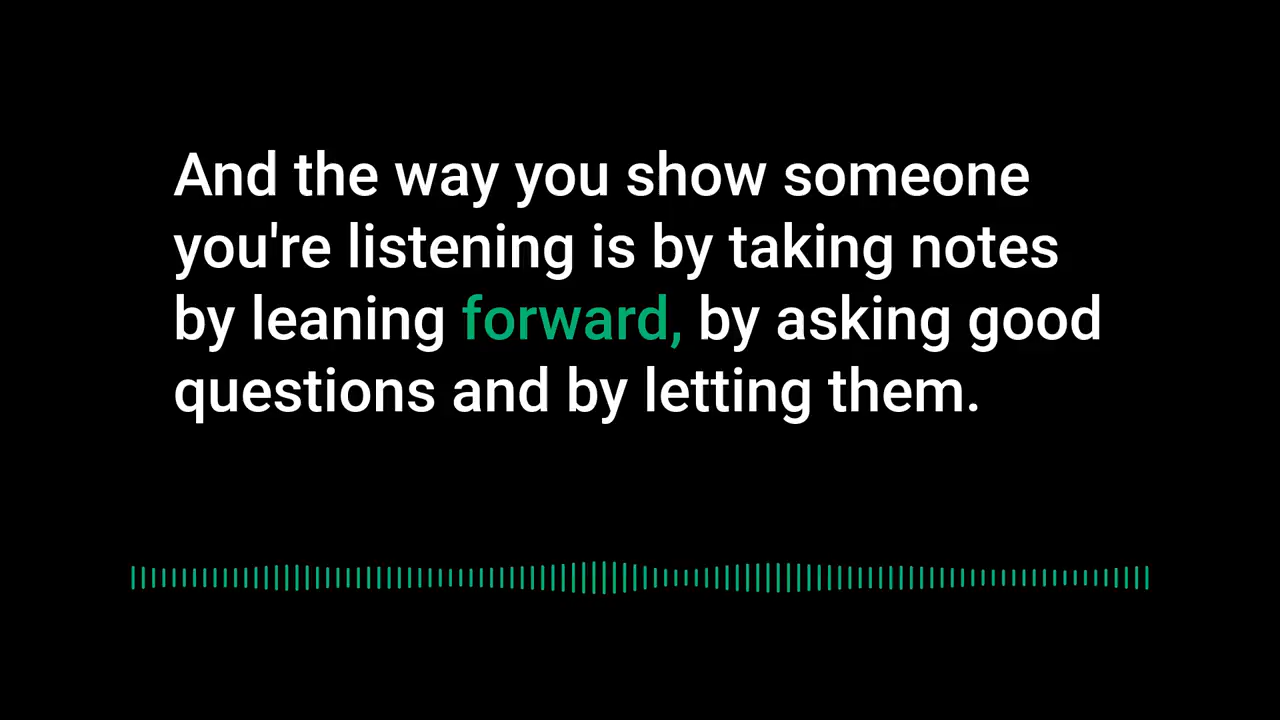 And the way you show someone
you're listening is by taking notes
by leaning forward, by asking good
questions and by letting them.